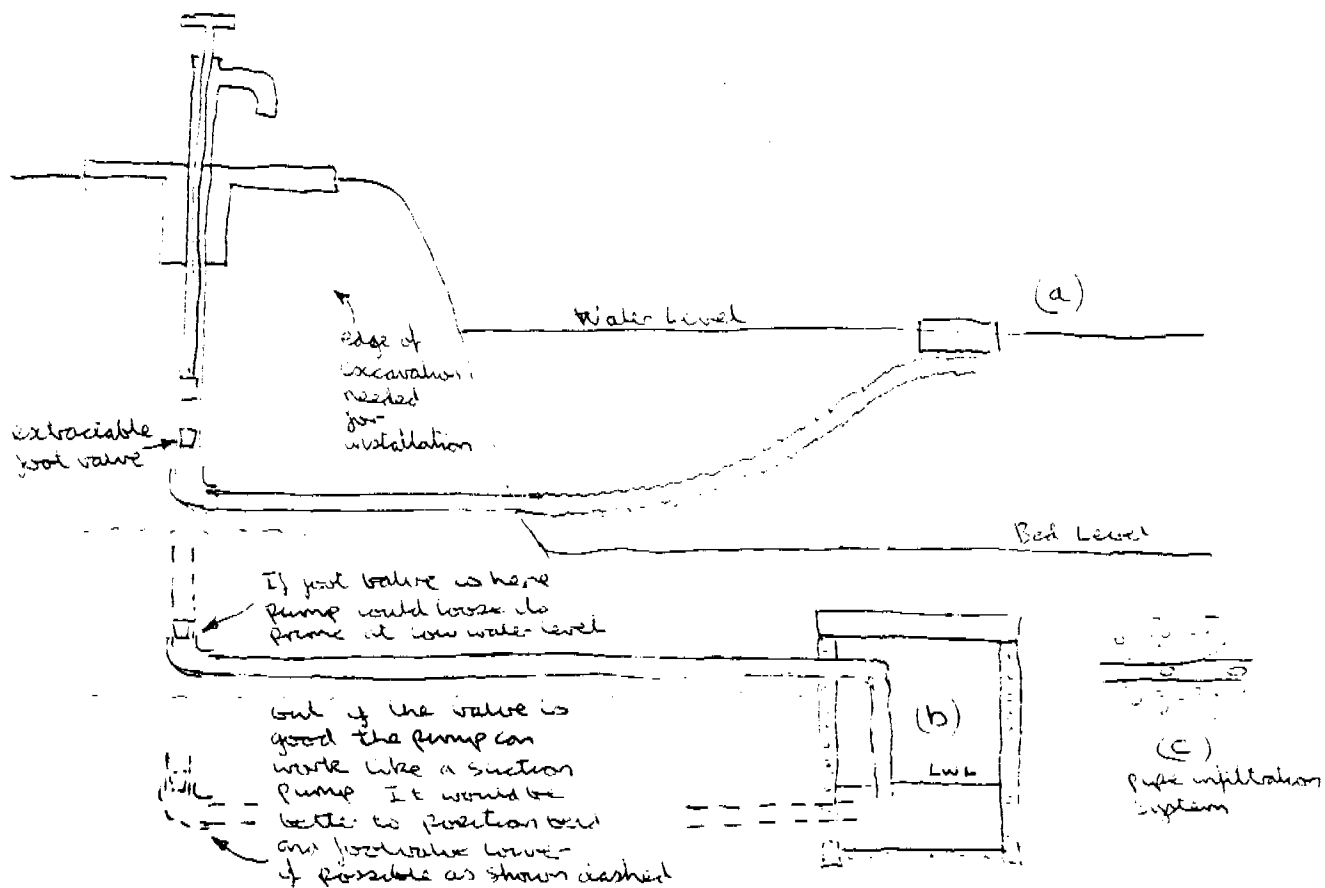 (a)
Water Level
edge of
excavation
needed
for
installation
extractable
foot valve
Bed Level
If foot valve is here
pump would loose its
prime at low water level
but if the valve is
good the pump can
work like a suction
pump It would be
better to position bend
and footvalve lower
if possible as shown dashed
(b)
LWL
(c)
pipe infiltration
system